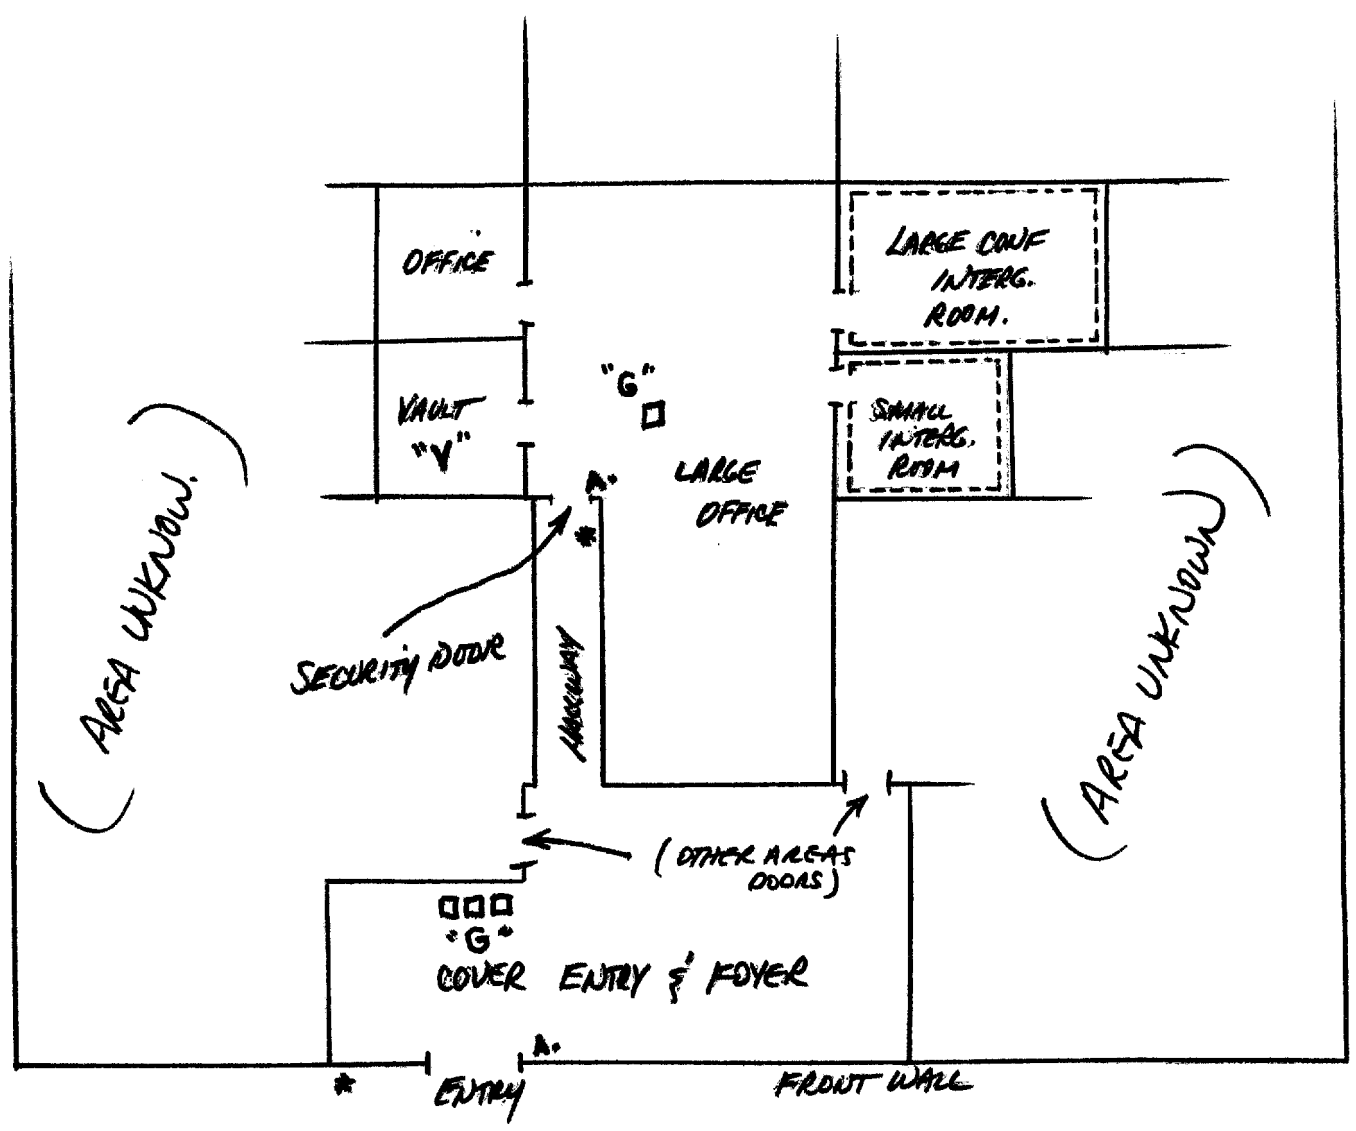 OFFICE
LARGE CONF
INTERG.
ROOM.
"G"
VAULT
"V"
SMALL
INTERG.
ROOM
A.
LARGE
OFFICE
*
AREA UNKNOW.
AREA UNKNOWN
SECURITY DOOR
HALLWAY
(OTHER AREAS
DOORS)
"G"
COVER ENTRY & FOYER
A.
*
ENTRY
FRONT WALL